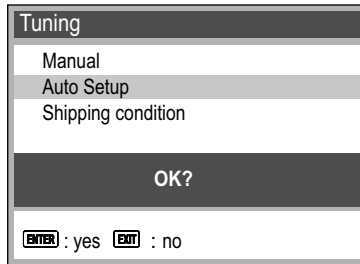 Tuning
Manual
Auto Setup
Shipping condition
OK?
ENTER : yes EXIT : no